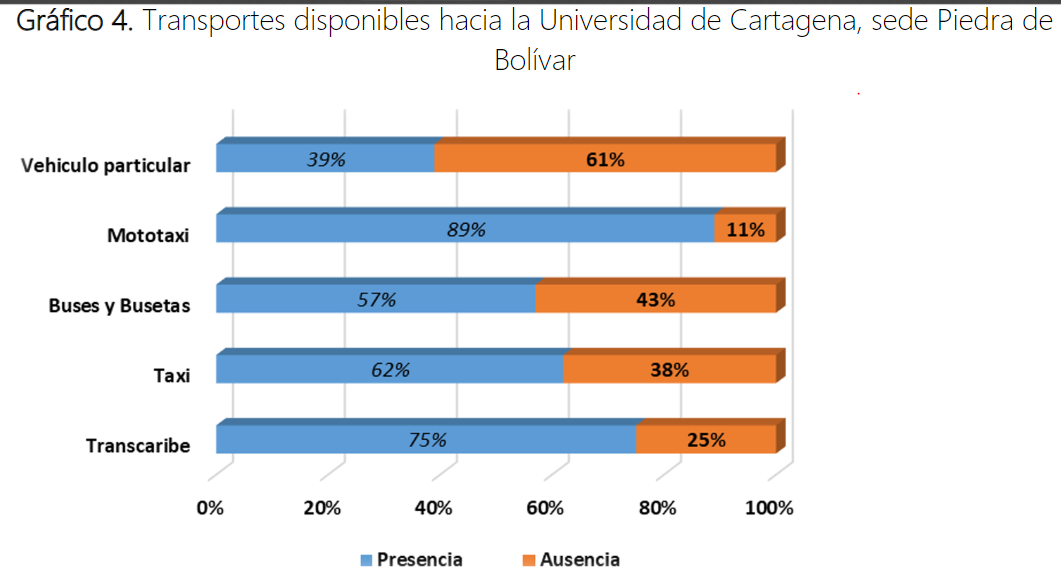 Gráfico 4. Transportes disponibles hacia la Universidad de Cartagena, sede Piedra de
Bolívar
Vehiculo particular
39%
61%
Mototaxi
89%
11%
Buses y Busetas
57%
43%
Taxi
62%
38%
Transcaribe
75%
25%
0%
20%
40%
60%
80%
100%
Presencia
Ausencia